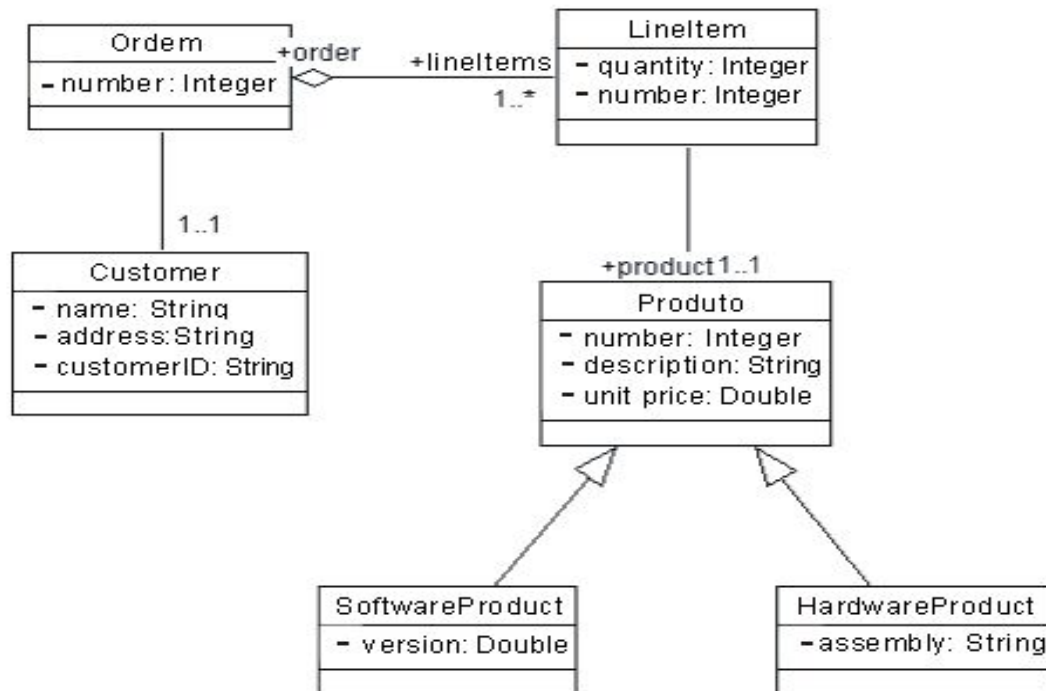 Ordem
- number: Integer
+order
+lineItems
1..*
LineItem
- quantity: Integer
- number: Integer
1..1
Customer
- name: String
- address:String
- customerID: String
+product 1..1
Produto
- number: Integer
- description: String
- unit price: Double
SoftwareProduct
- version: Double
HardwareProduct
-assembly: String